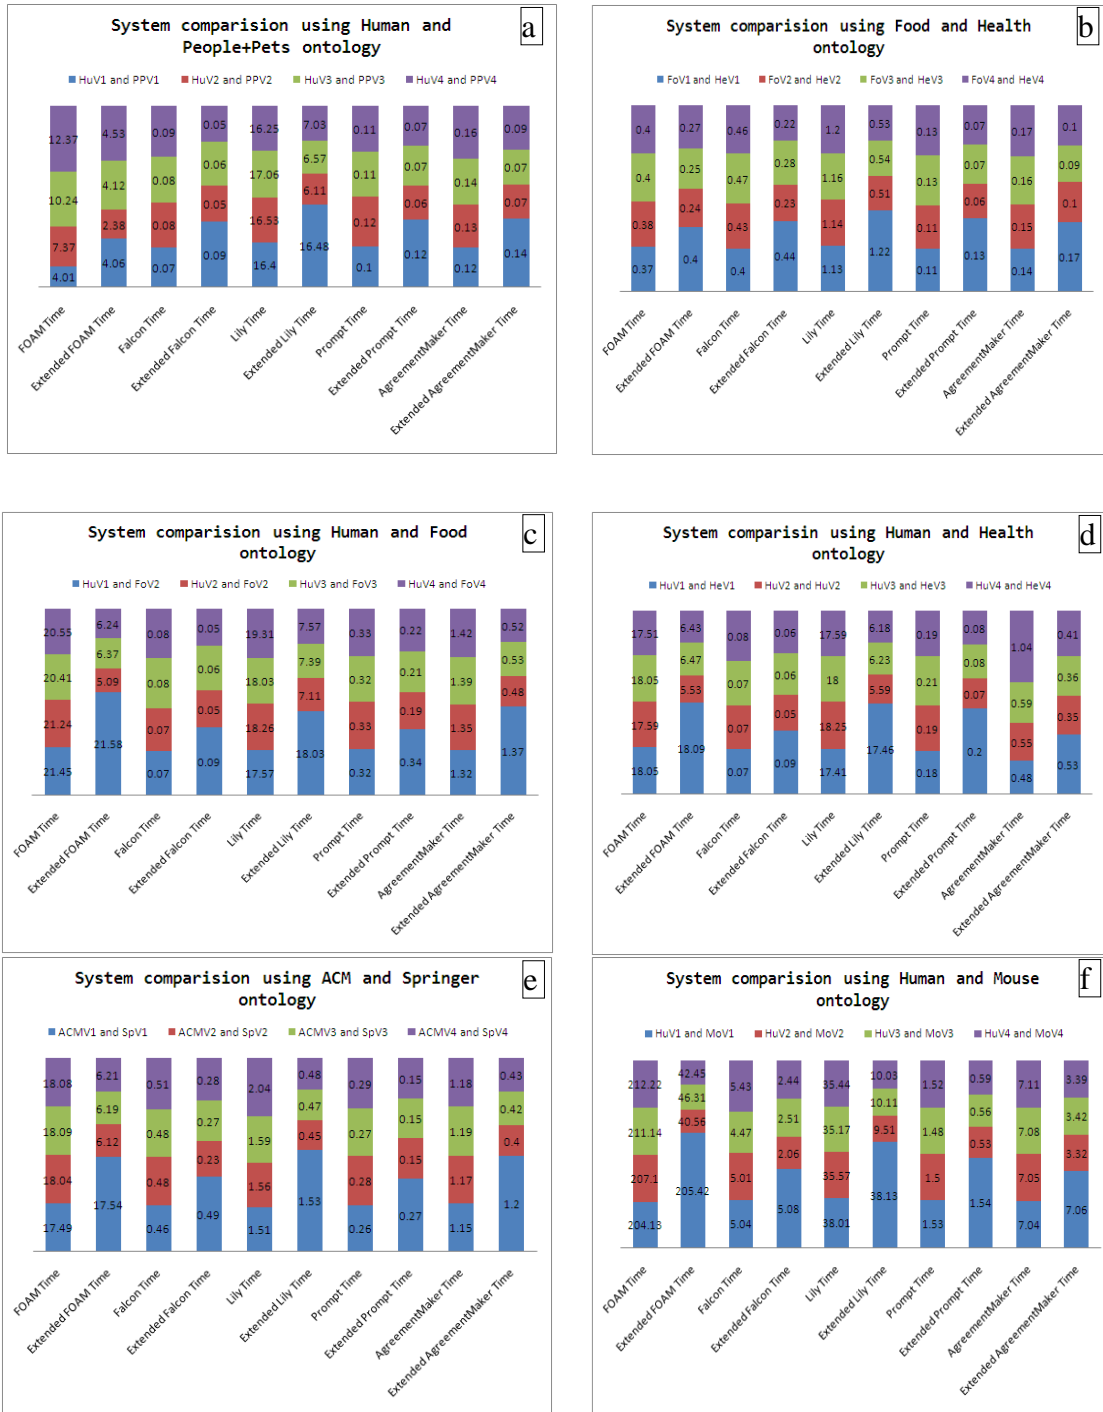 System comparision using Human and
People+Pets ontology
a
HuV1 and PPV1 HuV2 and PPV2 HuV3 and PPV3 HuV4 and PPV4
12.37 4.53 0.09 0.05 16.25 7.03 0.11 0.07 0.16 0.09
10.24 4.12 0.08 0.06 17.06 6.57 0.11 0.07 0.14 0.07
7.37 2.38 0.08 0.05 16.53 6.11 0.12 0.06 0.13 0.07
4.01 4.06 0.07 0.09 16.4 16.48 0.1 0.12 0.12 0.14
FOAM Time
Extended FOAM Time
Falcon Time
Extended Falcon Time
Lily Time
Extended Lily Time
Prompt Time
Extended Prompt Time
AgreementMaker Time
Extended AgreementMaker Time
System comparision using Food and Health
ontology
b
FoV1 and HeV1 FoV2 and HeV2 FoV3 and HeV3 FoV4 and HeV4
0.4 0.27 0.46 0.22 1.2 0.53 0.13 0.07 0.17 0.1
0.4 0.25 0.47 0.28 1.16 0.54 0.13 0.07 0.16 0.09
0.38 0.24 0.43 0.23 1.14 0.51 0.11 0.06 0.15 0.1
0.37 0.4 0.4 0.44 1.13 1.22 0.11 0.13 0.14 0.17
FOAM Time
Extended FOAM Time
Falcon Time
Extended Falcon Time
Lily Time
Extended Lily Time
Prompt Time
Extended Prompt Time
AgreementMaker Time
Extended AgreementMaker Time
System comparision using Human and Food
ontology
c
HuV1 and FoV2 HuV2 and FoV2 HuV3 and FoV3 HuV4 and FoV4
20.55 6.24 0.08 0.05 19.31 7.57 0.33 0.22 1.42 0.52
20.41 6.37 0.08 0.06 18.03 7.39 0.32 0.21 1.39 0.53
21.24 5.09 0.07 0.05 18.26 7.11 0.33 0.19 1.35 0.48
21.45 21.58 0.07 0.09 17.57 18.03 0.32 0.34 1.32 1.37
FOAM Time
Extended FOAM Time
Falcon Time
Extended Falcon Time
Lily Time
Extended Lily Time
Prompt Time
Extended Prompt Time
AgreementMaker Time
Extended AgreementMaker Time
System comparisin using Human and Health
ontology
d
HuV1 and HeV1 HuV2 and HuV2 HuV3 and HeV3 HuV4 and HeV4
17.51 6.43 0.08 0.06 17.59 6.18 0.19 0.08 1.04 0.41
18.05 6.47 0.07 0.06 18 6.23 0.21 0.08 0.59 0.36
17.59 5.53 0.07 0.05 18.25 5.59 0.19 0.07 0.55 0.35
18.05 18.09 0.07 0.09 17.41 17.46 0.18 0.2 0.48 0.53
FOAM Time
Extended FOAM Time
Falcon Time
Extended Falcon Time
Lily Time
Extended Lily Time
Prompt Time
Extended Prompt Time
AgreementMaker Time
Extended AgreementMaker Time
System comparision using ACM and Springer
ontology
e
ACMV1 and SpV1 ACMV2 and SpV2 ACMV3 and SpV3 ACMV4 and SpV4
18.08 6.21 0.51 0.28 2.04 0.48 0.29 0.15 1.18 0.43
18.09 6.19 0.48 0.27 1.59 0.47 0.27 0.15 1.19 0.42
18.04 6.12 0.48 0.23 1.56 0.45 0.28 0.15 1.17 0.4
17.49 17.54 0.46 0.49 1.51 1.53 0.26 0.27 1.15 1.2
FOAM Time
Extended FOAM Time
Falcon Time
Extended Falcon Time
Lily Time
Extended Lily Time
Prompt Time
Extended Prompt Time
AgreementMaker Time
Extended AgreementMaker Time
System comparision using Human and Mouse
ontology
f
HuV1 and MoV1 HuV2 and MoV2 HuV3 and MoV3 HuV4 and MoV4
212.22 42.45 5.43 2.44 35.44 10.03 1.52 0.59 7.11 3.39
211.14 46.31 4.47 2.51 35.17 10.11 1.48 0.56 7.08 3.42
207.1 40.56 5.01 2.06 35.57 9.51 1.5 0.53 7.05 3.32
204.13 205.42 5.04 5.08 38.01 38.13 1.53 1.54 7.04 7.06
FOAM Time
Extended FOAM Time
Falcon Time
Extended Falcon Time
Lily Time
Extended Lily Time
Prompt Time
Extended Prompt Time
AgreementMaker Time
Extended AgreementMaker Time